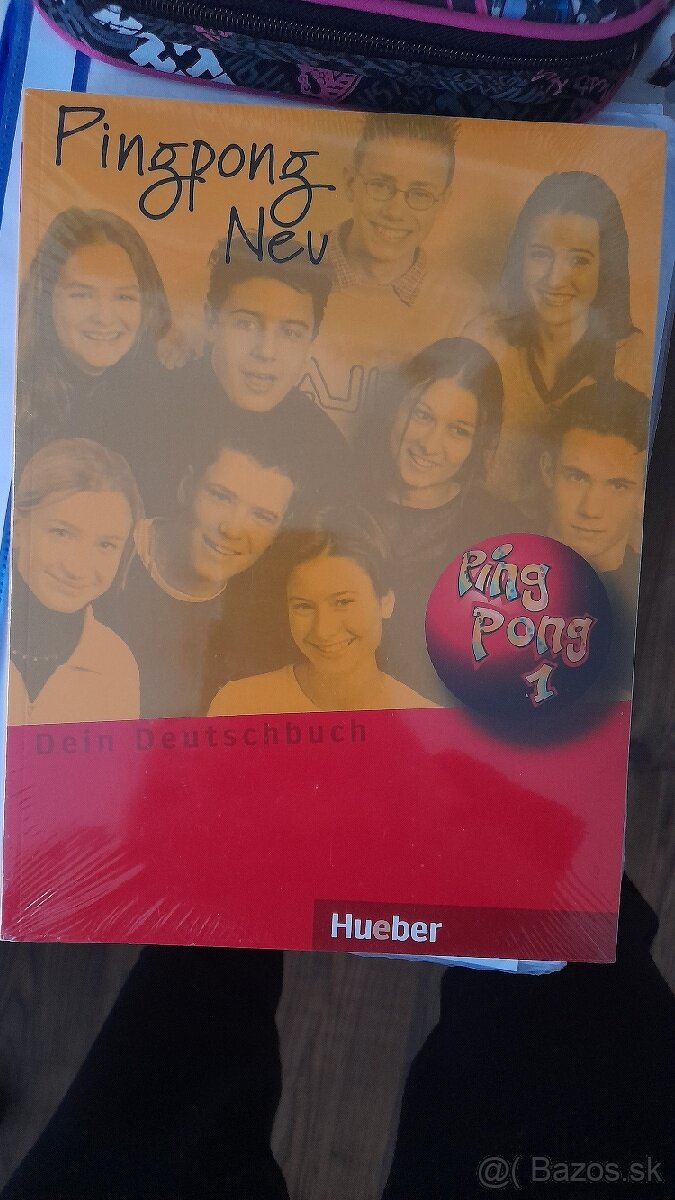 Pingpong
Neu
Ping
Pong
1
Dein Deutschbuch
Hueber
@( Bazos.sk